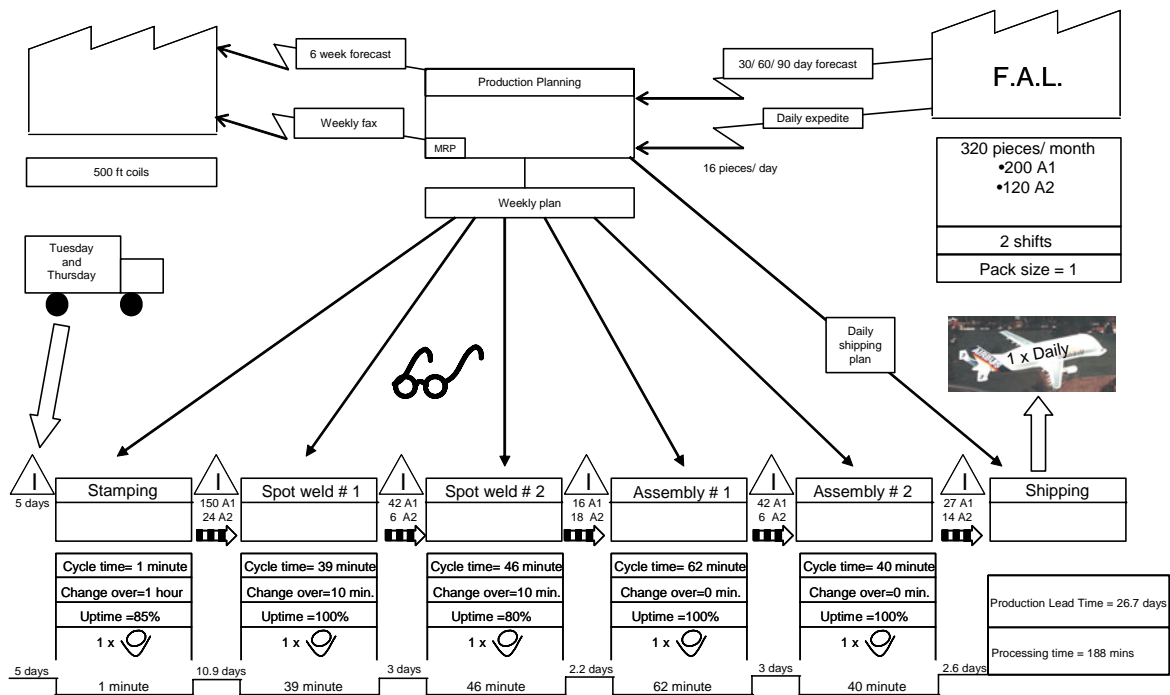 6 week forecast
Weekly fax
Production Planning
MRP
30/ 60/ 90 day forecast
Daily expedite
16 pieces/ day
F.A.L.
320 pieces/ month
•200 A1
•120 A2
2 shifts
Pack size = 1
500 ft coils
Weekly plan
Tuesday
and
Thursday
Daily
shipping
plan
1 x Daily
I
5 days
Stamping
I
150 A1
24 A2
Spot weld # 1
I
42 A1
6 A2
Spot weld # 2
I
16 A1
18 A2
Assembly # 1
I
42 A1
6 A2
Assembly # 2
I
27 A1
14 A2
Shipping
Cycle time= 1 minute
Change over=1 hour
Uptime =85%
1 x
Cycle time= 39 minute
Change over=10 min.
Uptime =100%
1 x
Cycle time= 46 minute
Change over=10 min.
Uptime =80%
1 x
Cycle time= 62 minute
Change over=0 min.
Uptime =100%
1 x
Cycle time= 40 minute
Change over=0 min.
Uptime =100%
1 x
Production Lead Time = 26.7 days
Processing time = 188 mins
5 days
1 minute
10.9 days
39 minute
3 days
46 minute
2.2 days
62 minute
3 days
40 minute
2.6 days